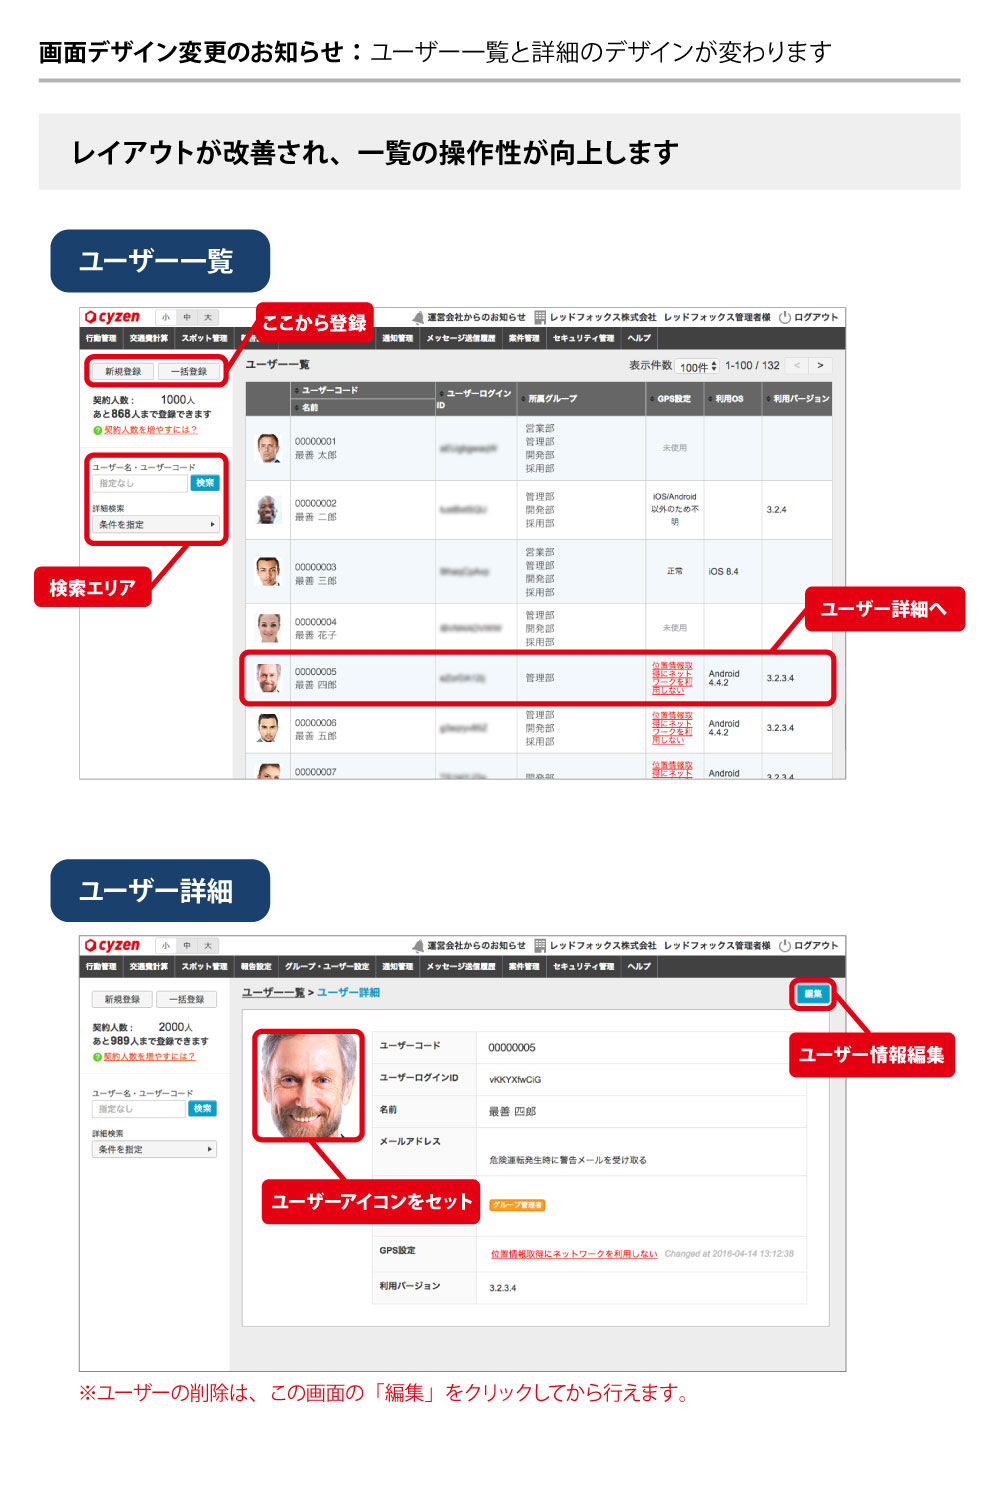 画面デザイン変更のお知らせ：ユーザー一覧と詳細のデザインが変わります
レイアウトが改善され、一覧の操作性が向上します
ユーザー一覧
cyzen 小 中 大 運営会社からのお知らせ レッドフォックス株式会社 レッドフォックス管理者様 ログアウト
ここから登録
行動管理 交通費計算 スポット管理 通知管理 メッセージ送信履歴 案件管理 セキュリティ管理 ヘルプ
新規登録 一括登録
契約人数： 1000人
あと868人まで登録できます
契約人数を増やすには？
ユーザー名・ユーザーコード
指定なし 検索
詳細検索
条件を指定
検索エリア
ユーザー一覧 表示件数 100件 1-100 / 132 < >
ユーザーコード 名前 ユーザーログインID 所属グループ GPS設定 利用OS 利用バージョン
00000001
最善 太郎
営業部
管理部
開発部
採用部
未使用
00000002
最善 二郎
管理部
開発部
採用部
iOS/Android
以外のため不
明
3.2.4
00000003
最善 三郎
営業部
管理部
開発部
採用部
正常
iOS 8.4
00000004
最善 花子
管理部
開発部
採用部
未使用
ユーザー詳細へ
00000005
最善 四郎
管理部
位置情報取
得にネット
ワークを利
用しない
Android
4.4.2
3.2.3.4
00000006
最善 五郎
管理部
開発部
採用部
位置情報取
得にネット
ワークを利
用しない
Android
4.4.2
3.2.3.4
00000007
開発部
位置情報取
得にネット
Android
3.2.3.4
ユーザー詳細
cyzen 小 中 大 運営会社からのお知らせ レッドフォックス株式会社 レッドフォックス管理者様 ログアウト
行動管理 交通費計算 スポット管理 報告設定 グループ・ユーザー設定 通知管理 メッセージ送信履歴 案件管理 セキュリティ管理 ヘルプ
新規登録 一括登録
契約人数： 2000人
あと989人まで登録できます
契約人数を増やすには？
ユーザー名・ユーザーコード
指定なし 検索
詳細検索
条件を指定
ユーザー一覧 > ユーザー詳細
編集
ユーザー情報編集
ユーザーコード 00000005
ユーザーログインID vKKYXfwCiG
名前 最善 四郎
メールアドレス
危険運転発生時に警告メールを受け取る
ユーザーアイコンをセット
グループ管理者
GPS設定 位置情報取得にネットワークを利用しない Changed at 2016-04-14 13:12:38
利用バージョン 3.2.3.4
※ユーザーの削除は、この画面の「編集」をクリックしてから行えます。